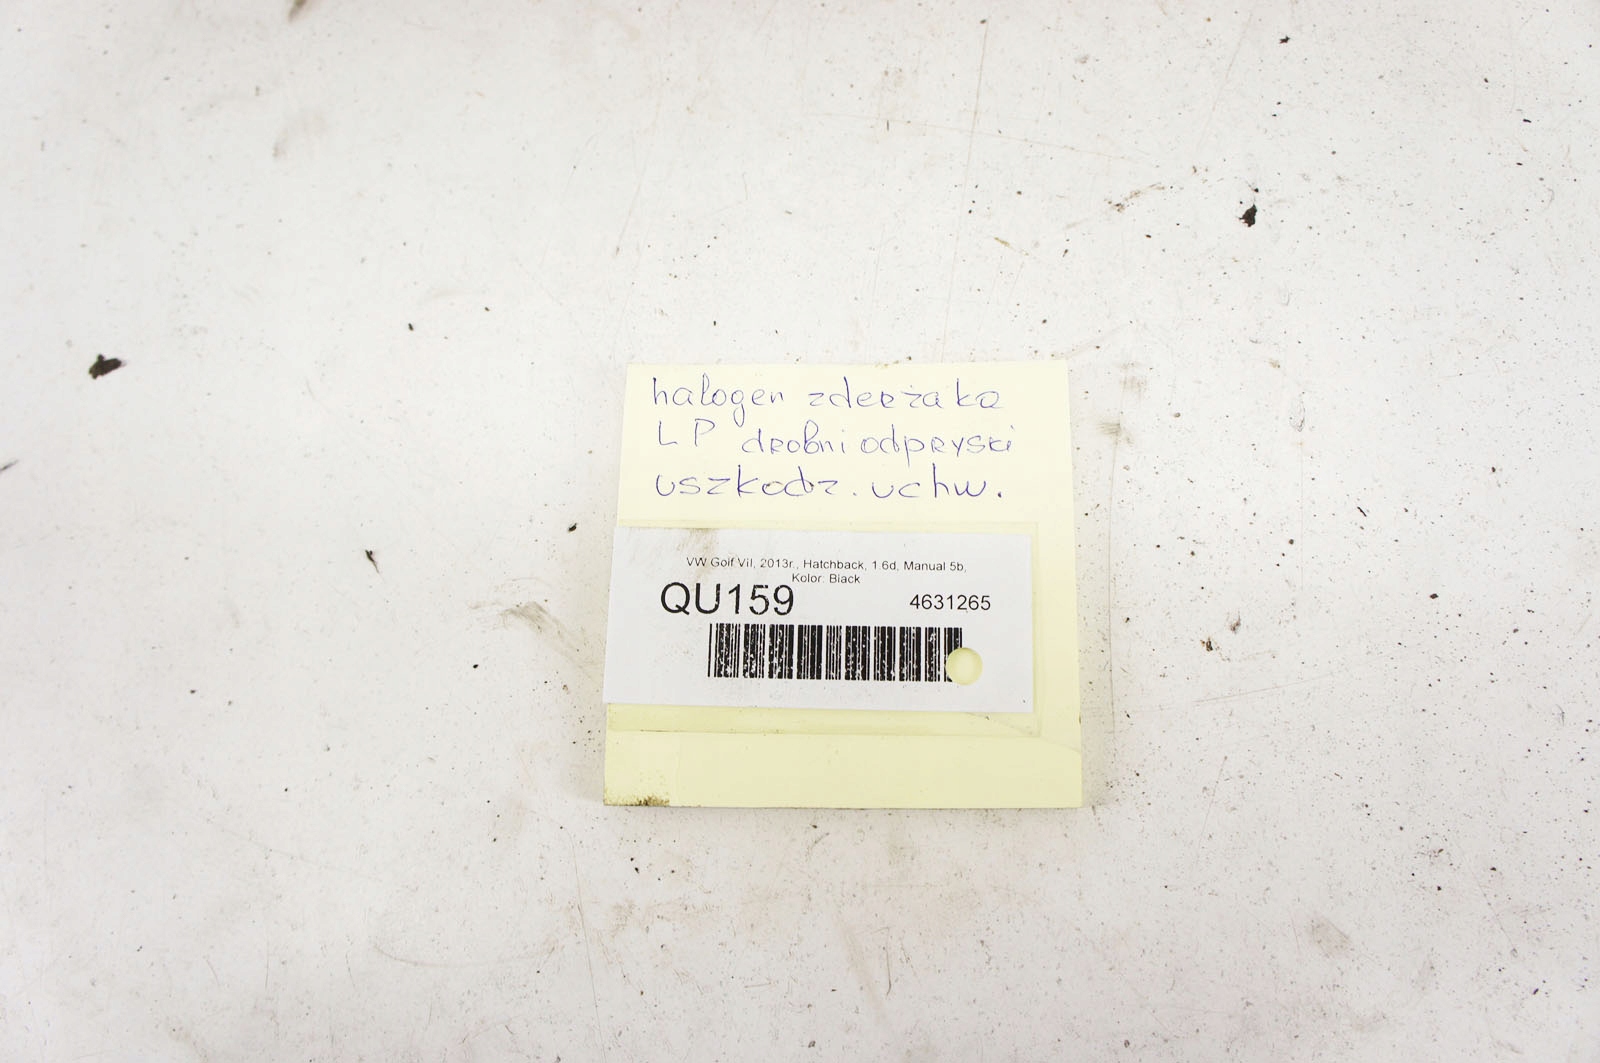 halogen zderzaka
L P drobni odpryski
uszkodz. uchw.
VW Golf VII, 2013r., Hatchback, 1.6d, Manual 5b,
Kolor: Black
QU159 4631265